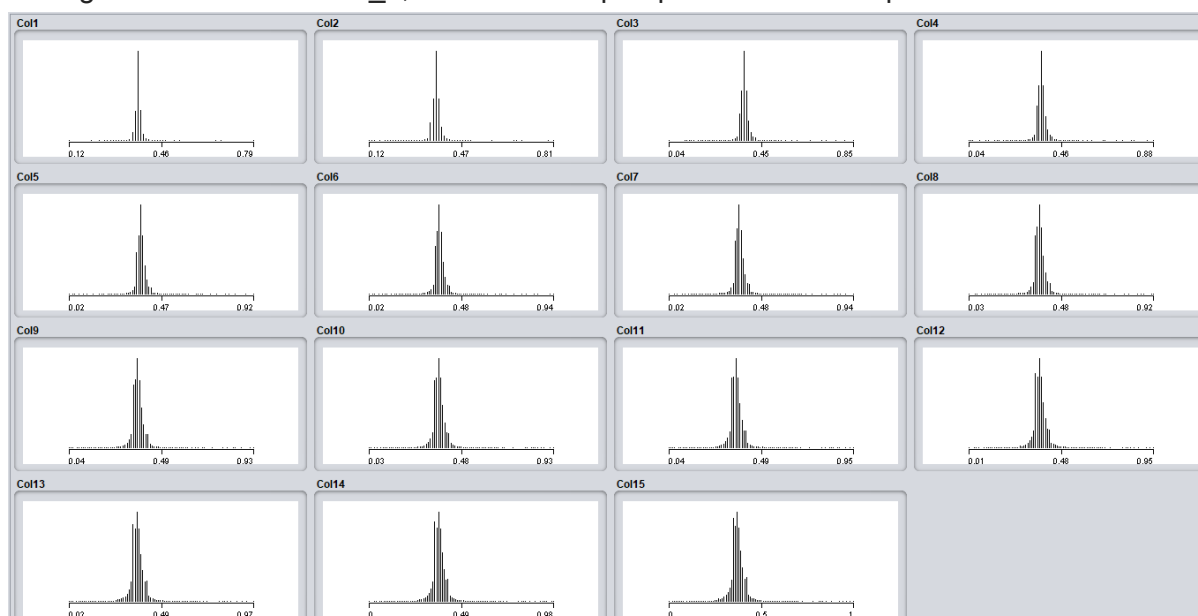 Col1 Col2 Col3 Col4
0.12 0.46 0.79 0.12 0.47 0.81 0.04 0.45 0.85 0.04 0.46 0.88
Col5 Col6 Col7 Col8
0.02 0.47 0.92 0.02 0.48 0.94 0.02 0.48 0.94 0.03 0.48 0.92
Col9 Col10 Col11 Col12
0.04 0.49 0.93 0.03 0.48 0.93 0.04 0.49 0.95 0.01 0.48 0.95
Col13 Col14 Col15
0.02 0.49 0.97 0 0.49 0.98 0 0.5 1